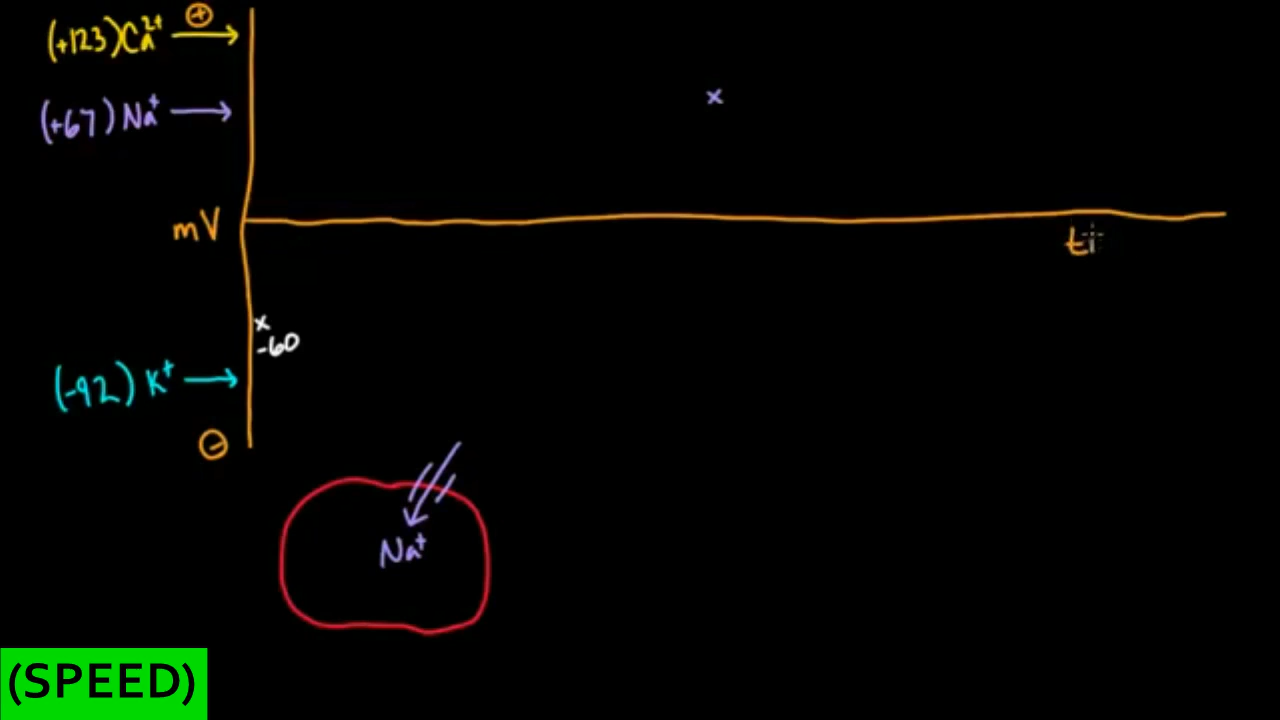 (+123)Ca²⁺ +
(+67) Na⁺
x
mV
ti
x
-60
(-92) K⁺
-
Na⁺
(SPEED)